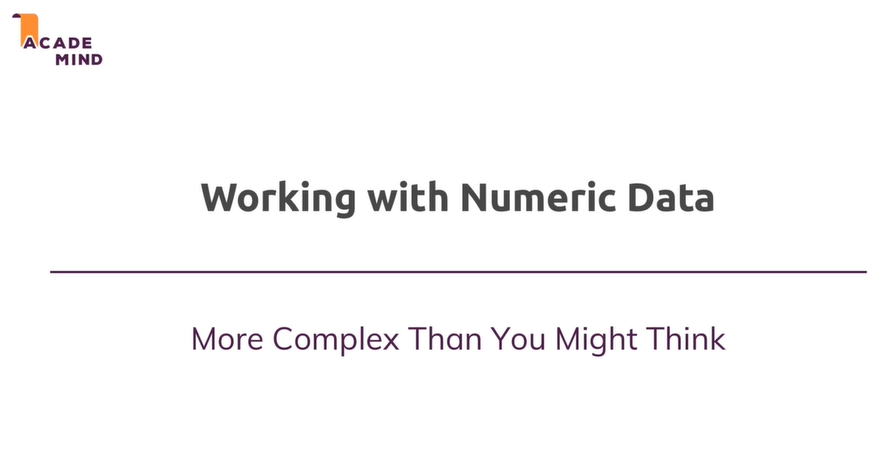 ACADE
MIND
Working with Numeric Data
More Complex Than You Might Think